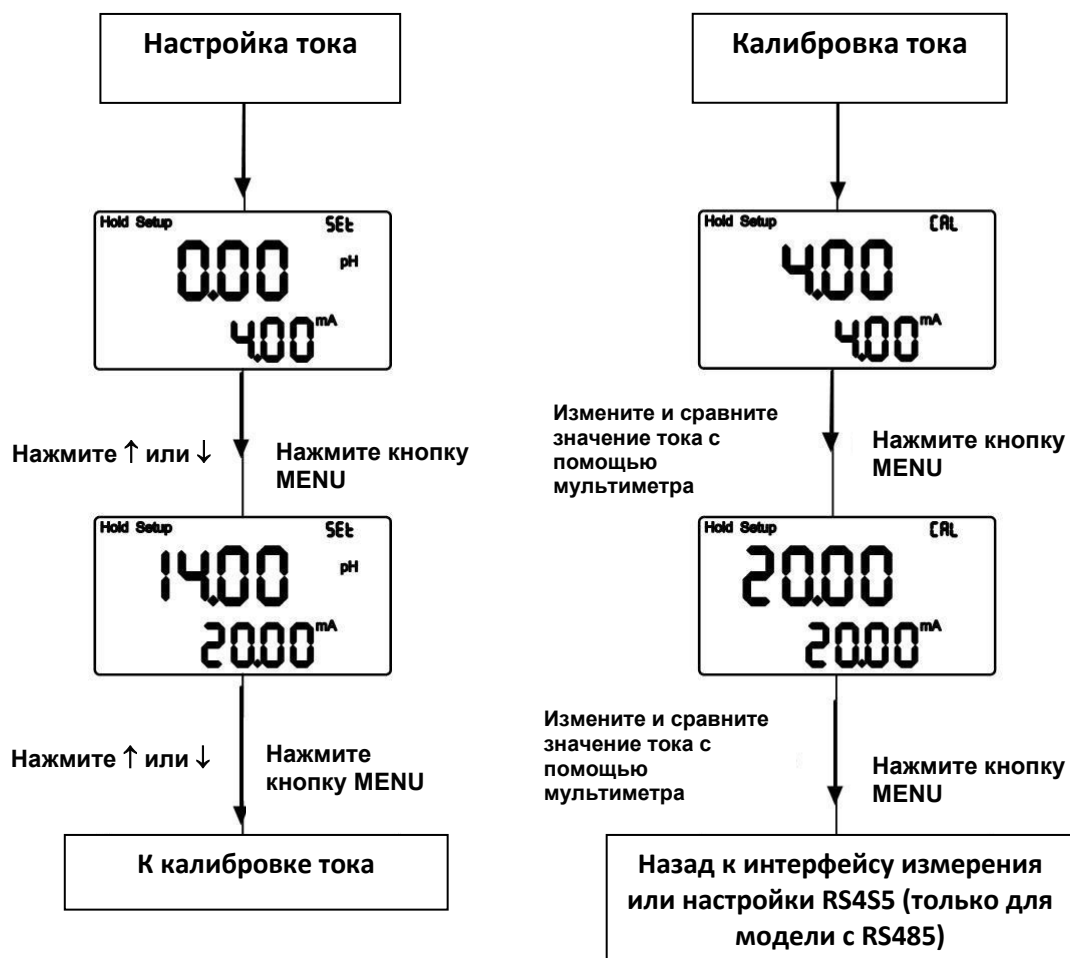 Настройка тока
Hold Setup
SEt
0.00
pH
4.00
mA
Нажмите ↑ или ↓
Нажмите кнопку
MENU
Hold Setup
SEt
14.00
pH
20.00
mA
Нажмите ↑ или ↓
Нажмите
кнопку MENU
К калибровке тока
Калибровка тока
Hold Setup
CAL
4.00
4.00
mA
Измените и сравните
значение тока с
помощью
мультиметра
Нажмите кнопку
MENU
Hold Setup
CAL
20.00
20.00
mA
Измените и сравните
значение тока с
помощью
мультиметра
Нажмите кнопку
MENU
Назад к интерфейсу измерения
или настройки RS4S5 (только для
модели с RS485)